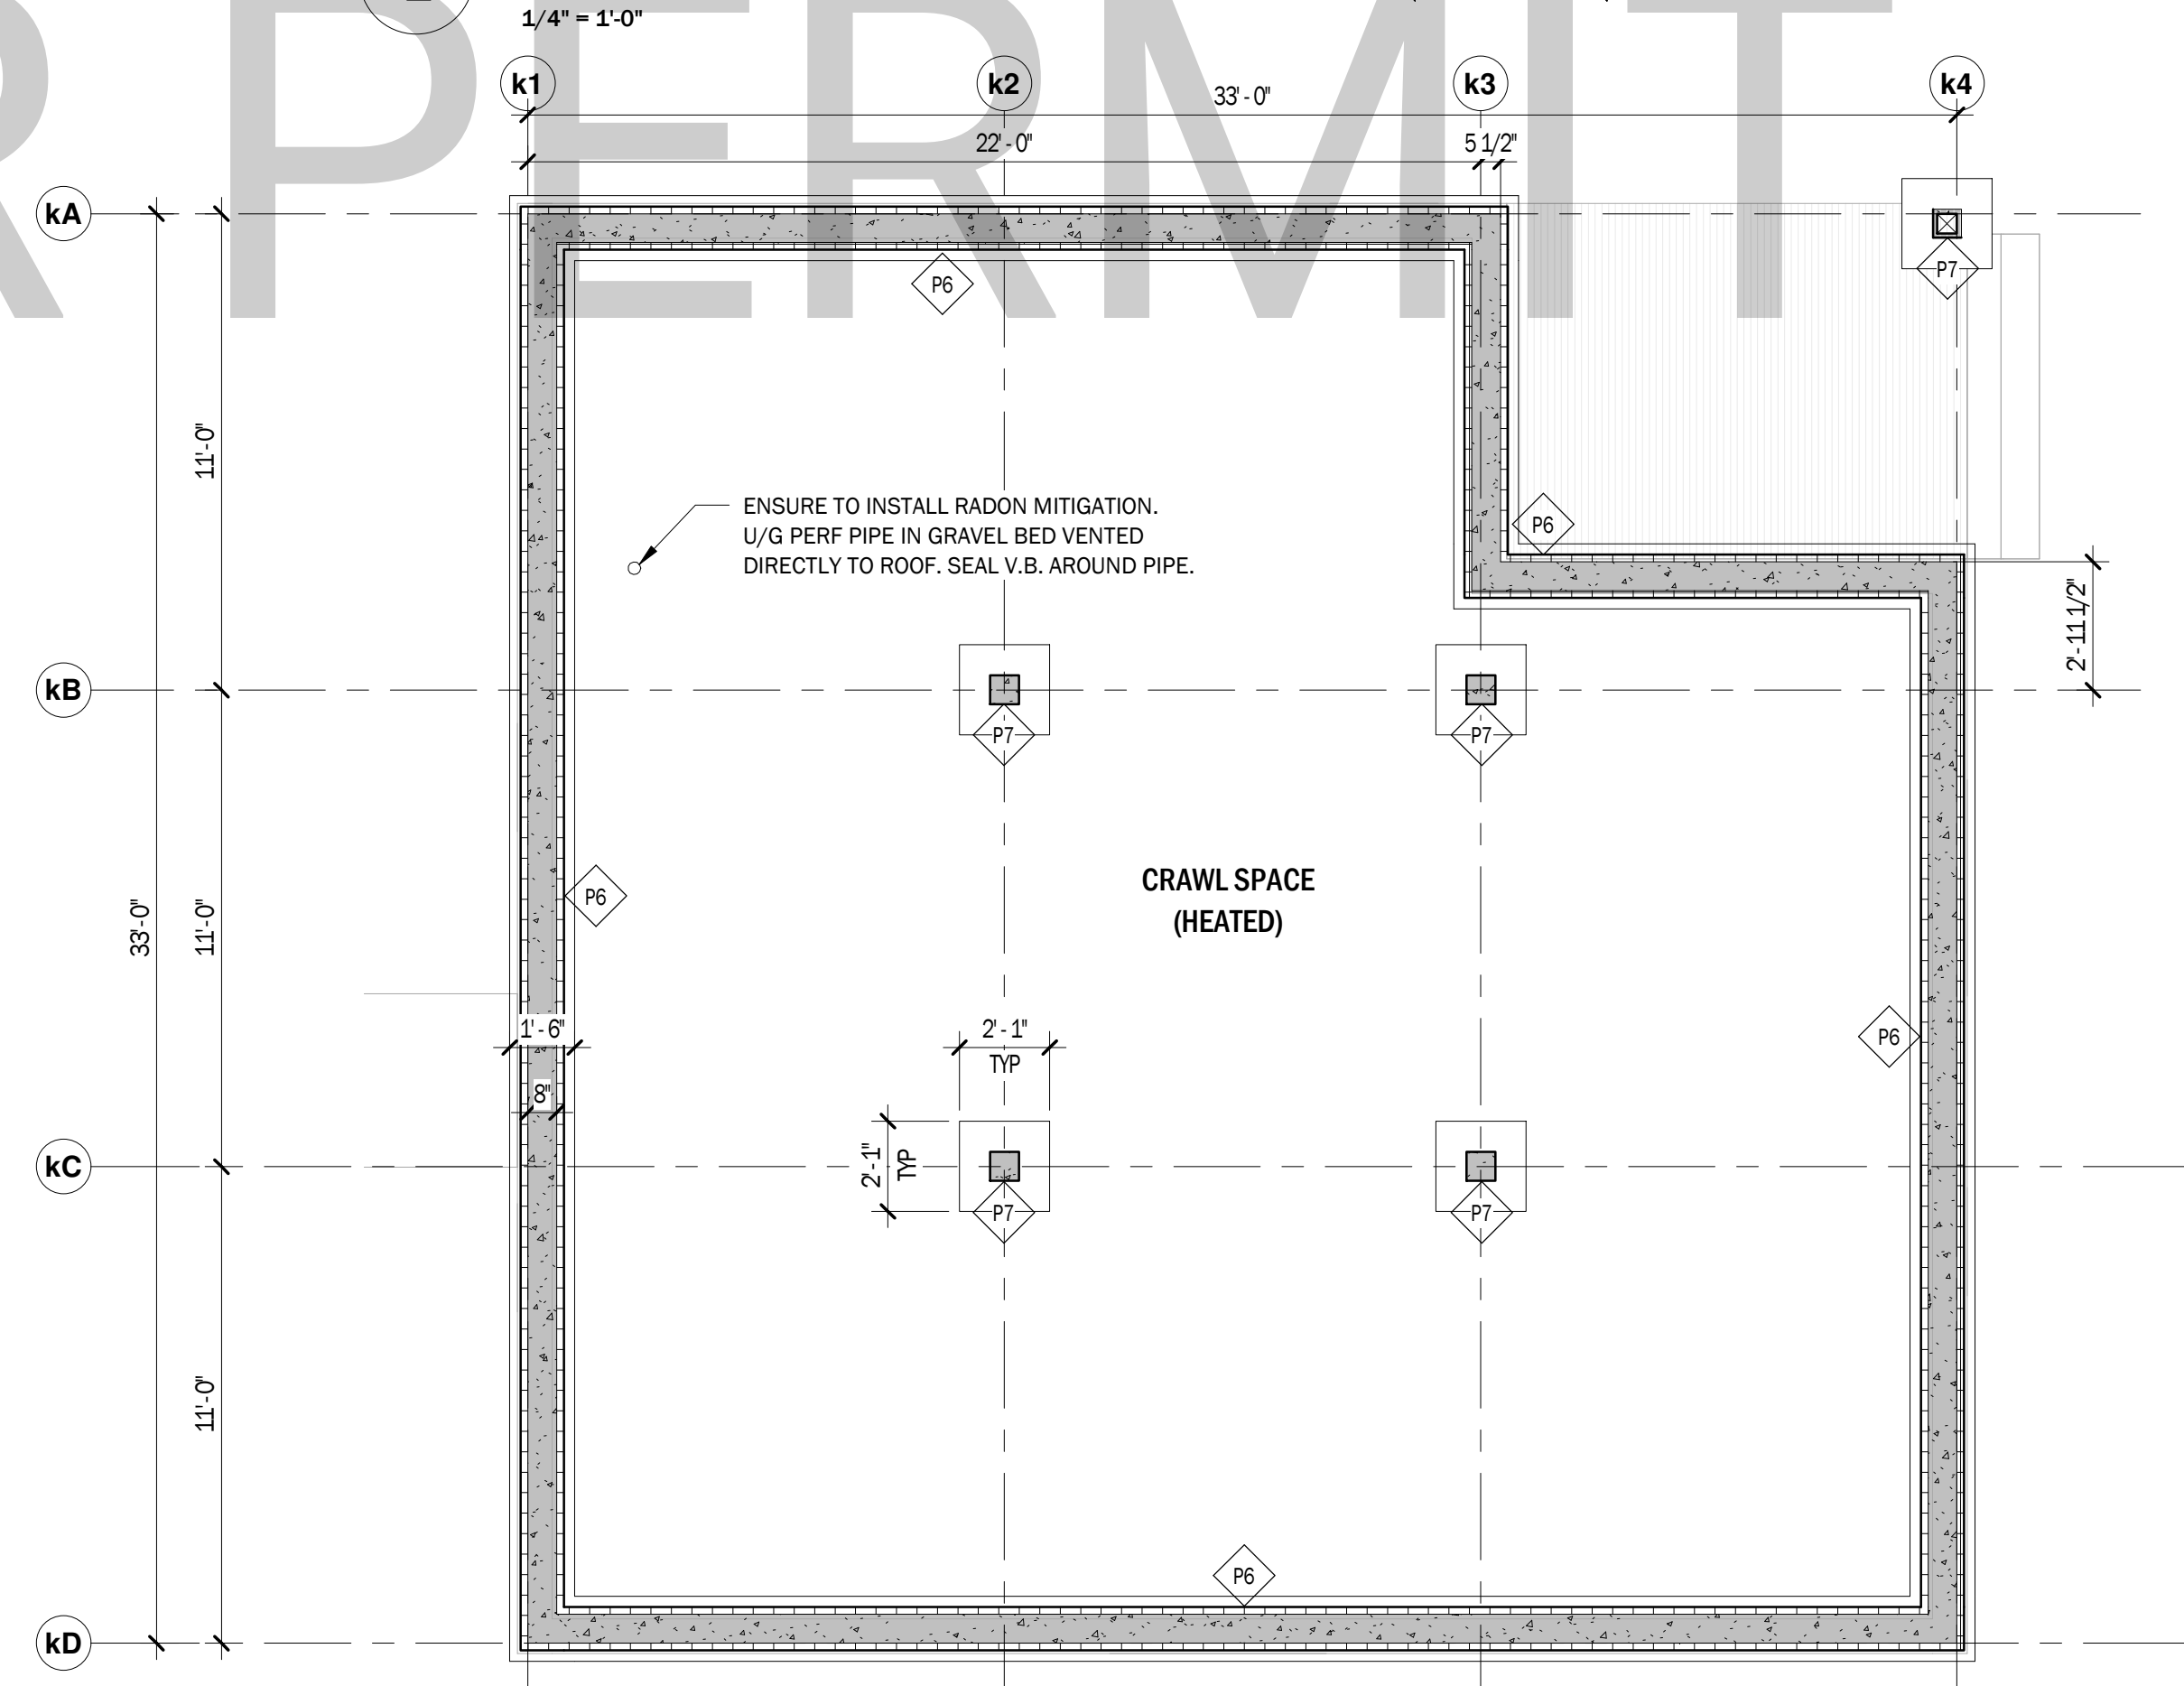 R PERMIT
1/4" = 1'-0"
k1
k2
k3
k4
33'-0"
22'-0"
5 1/2"
kA
P7
P6
11'-0"
ENSURE TO INSTALL RADON MITIGATION.
U/G PERF PIPE IN GRAVEL BED VENTED
DIRECTLY TO ROOF. SEAL V.B. AROUND PIPE.
P6
2'-11 1/2"
kB
P7
P7
CRAWL SPACE
(HEATED)
P6
33'-0"
11'-0"
1'-6"
2'-1"
TYP
P6
8"
kC
2'-1"
TYP
P7
P7
11'-0"
P6
kD